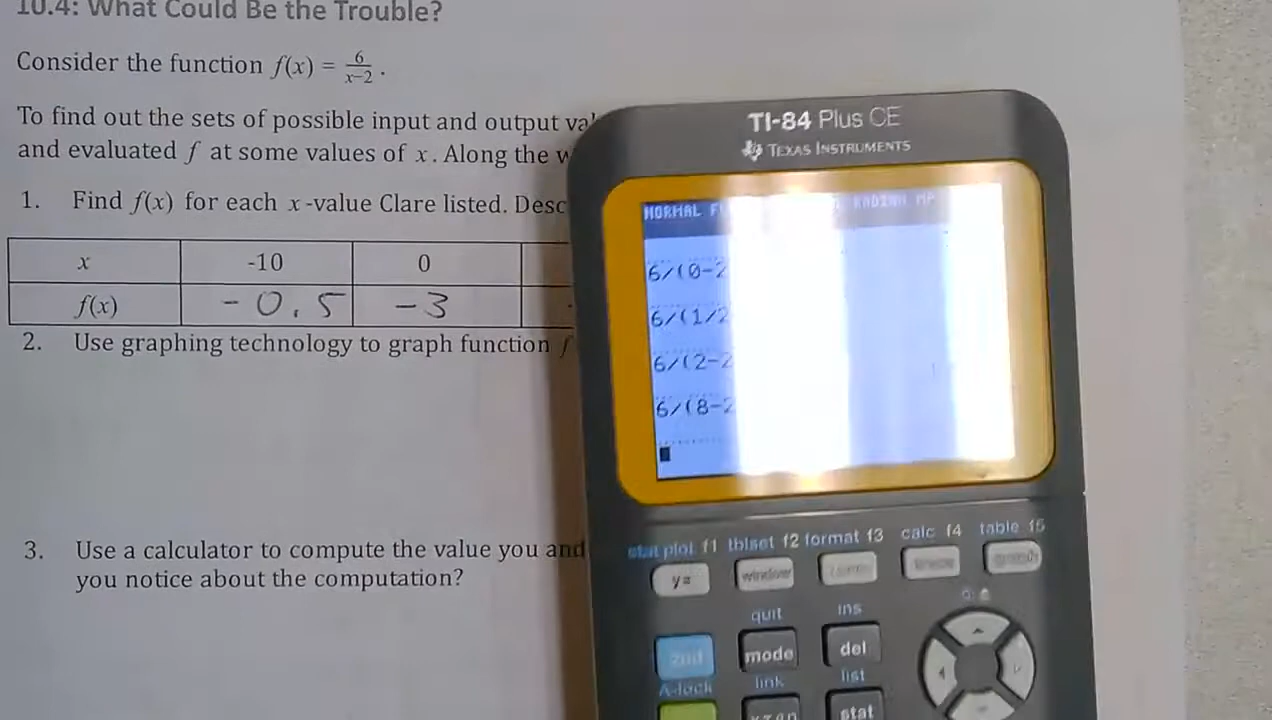 10.4: What Could Be the Trouble?
Consider the function f(x) = 6/(x−2).
To find out the sets of possible input and output
and evaluated f at some values of x. Along the
1. Find f(x) for each x-value Clare listed.
x -10 0
f(x) -0.5 -3
2. Use graphing technology to graph function f
3. Use a calculator to compute the value you and
you notice about the computation?
TI-84 Plus CE
TEXAS INSTRUMENTS
NORMAL
6/(0-2
6/(1/2
6/(2-2
6/(8-2
stat plot f1 tblset f2 format f3 calc f4 table f5
y= window
quit ins
2nd mode del
A-lock link list
stat